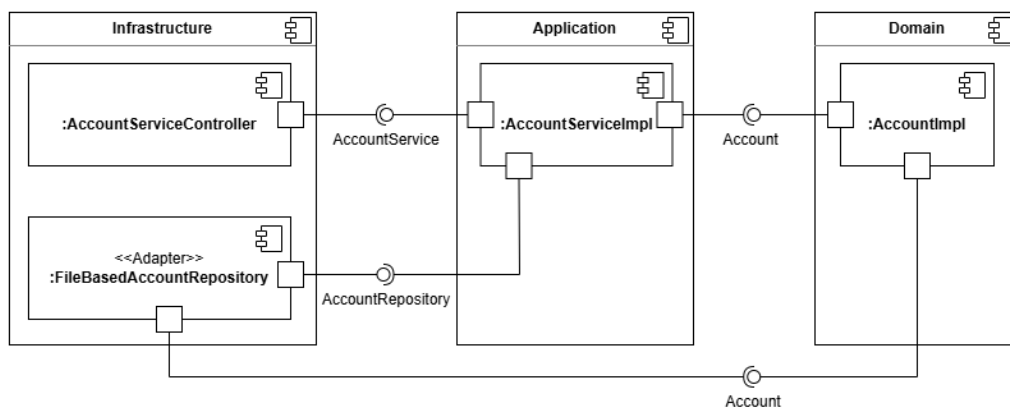 Infrastructure
Application
Domain
:AccountServiceController
AccountService
:AccountServiceImpl
Account
:AccountImpl
<<Adapter>>
:FileBasedAccountRepository
AccountRepository
Account